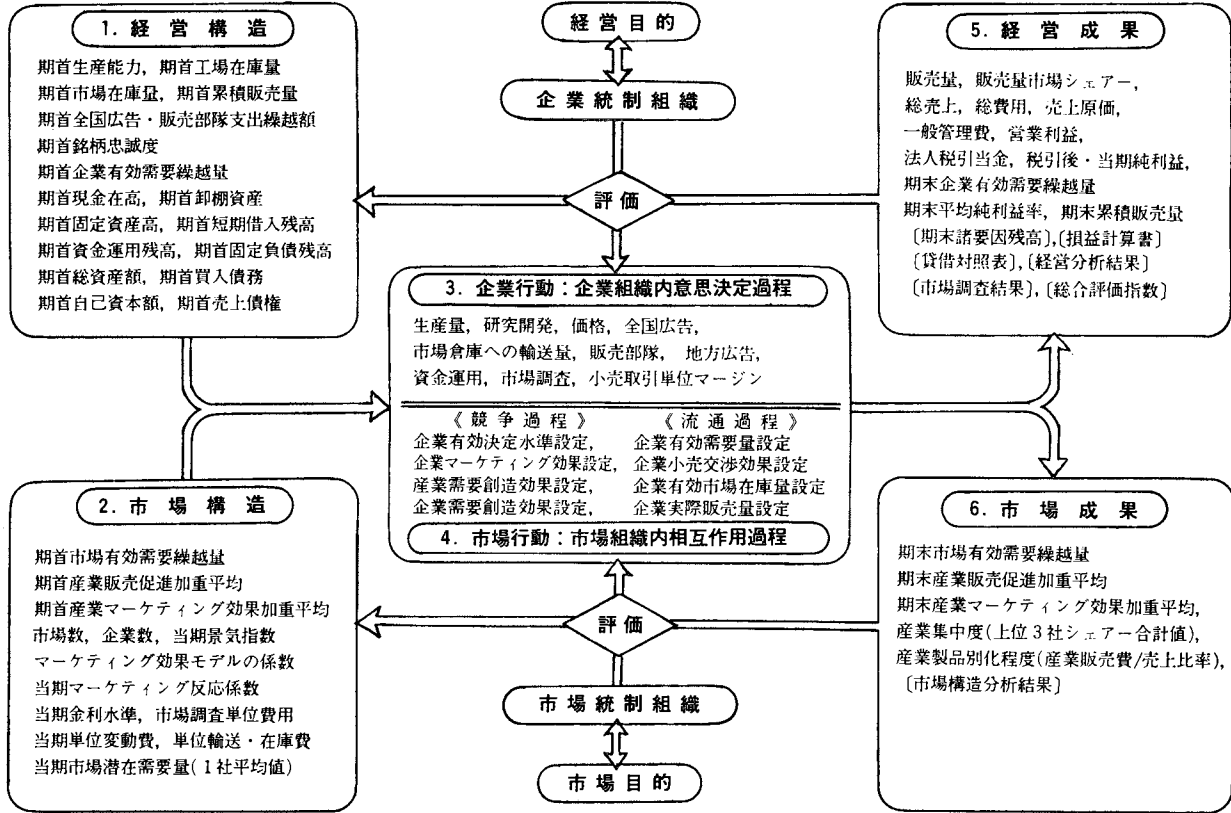 1. 経営構造
期首生産能力, 期首工場在庫量
期首市場在庫量, 期首累積販売量
期首全国広告・販売部隊支出繰越額
期首銘柄忠誠度
期首企業有効需要繰越量
期首現金在高, 期首卸棚資産
期首固定資産高, 期首短期借入残高
期首資金運用残高, 期首固定負債残高
期首総資産額, 期首買入債務
期首自己資本額, 期首売上債権
経営目的
企業統制組織
評価
5. 経営成果
販売量, 販売量市場シェアー,
総売上, 総費用, 売上原価,
一般管理費, 営業利益,
法人税引当金, 税引後・当期純利益,
期末企業有効需要繰越量
期末平均純利益率, 期末累積販売量
〔期末諸要因残高〕,〔損益計算書〕
〔貸借対照表〕,〔経営分析結果〕
〔市場調査結果〕,〔総合評価指数〕
3. 企業行動：企業組織内意思決定過程
生産量, 研究開発, 価格, 全国広告,
市場倉庫への輸送量, 販売部隊, 地方広告,
資金運用, 市場調査, 小売取引単位マージン
《競争過程》
企業有効決定水準設定,
企業マーケティング効果設定,
産業需要創造効果設定,
企業需要創造効果設定,
《流通過程》
企業有効需要量設定
企業小売交渉効果設定
企業有効市場在庫量設定
企業実際販売量設定
4. 市場行動：市場組織内相互作用過程
2. 市場構造
期首市場有効需要繰越量
期首産業販売促進加重平均
期首産業マーケティング効果加重平均
市場数, 企業数, 当期景気指数
マーケティング効果モデルの係数
当期マーケティング反応係数
当期金利水準, 市場調査単位費用
当期単位変動費, 単位輸送・在庫費
当期市場潜在需要量(1社平均値)
評価
市場統制組織
市場目的
6. 市場成果
期末市場有効需要繰越量
期末産業販売促進加重平均
期末産業マーケティング効果加重平均,
産業集中度(上位3社シェアー合計値),
産業製品別化程度(産業販売費/売上比率),
〔市場構造分析結果〕